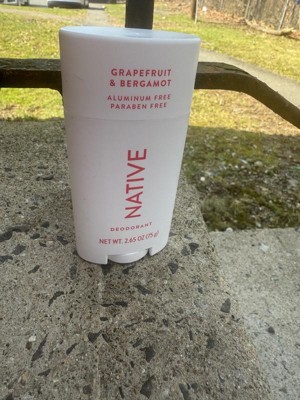 GRAPEFRUIT
& BERGAMOT
ALUMINUM FREE
PARABEN FREE
NATIVE
DEODORANT
NET WT. 2.65 OZ (75 g)